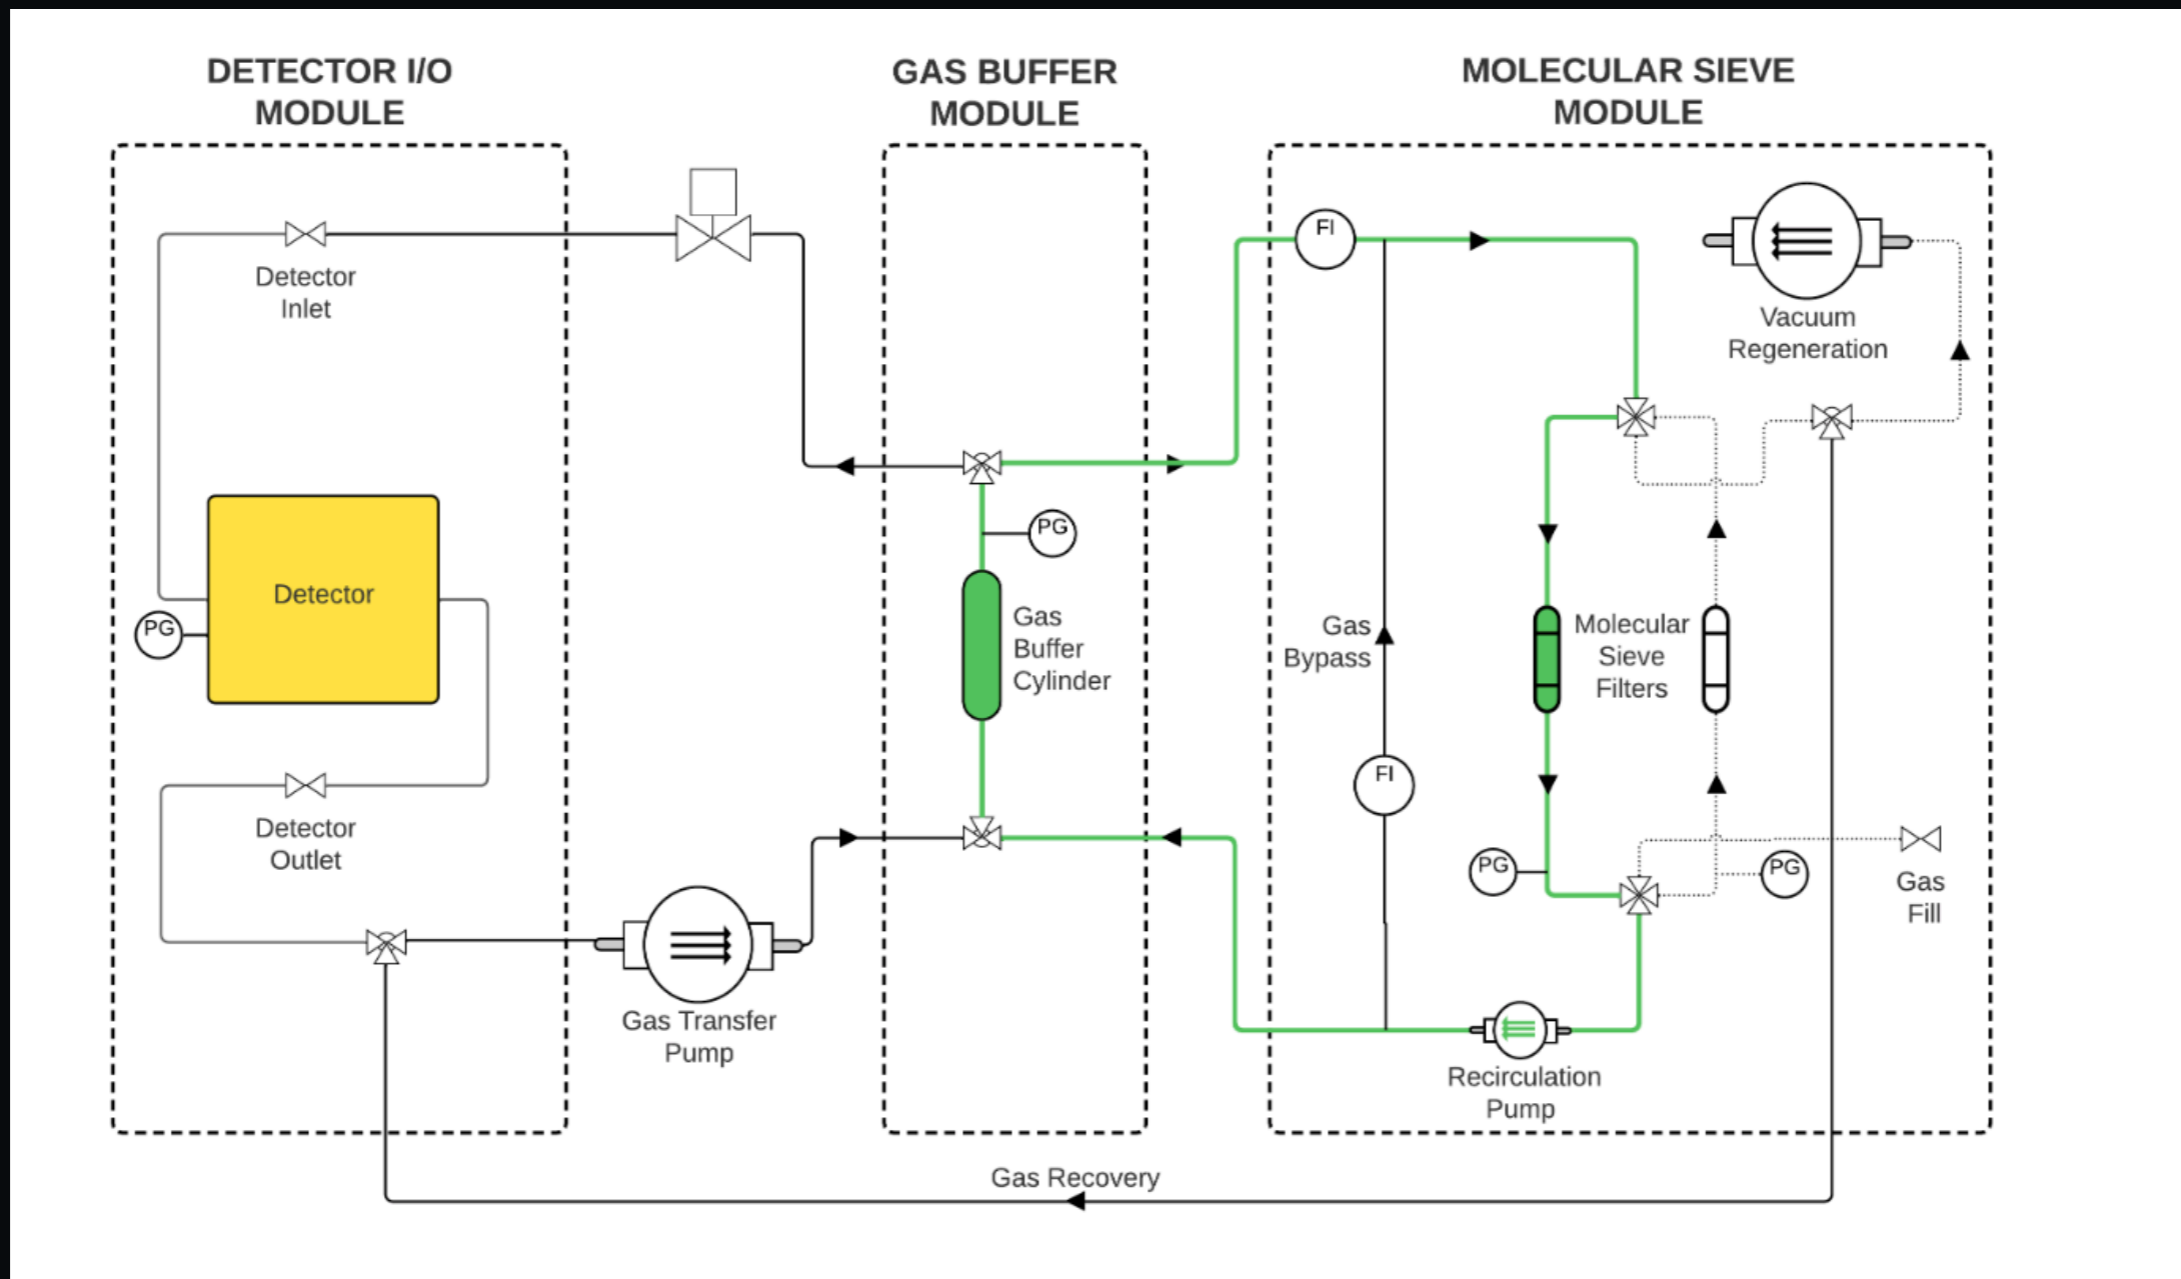 DETECTOR I/O
MODULE
GAS BUFFER
MODULE
MOLECULAR SIEVE
MODULE
Detector
Inlet
FI
Vacuum
Regeneration
PG
Detector
PG
Gas
Buffer
Cylinder
Gas
Bypass
Molecular
Sieve
Filters
FI
Detector
Outlet
PG
PG
Gas
Fill
Gas Transfer
Pump
Recirculation
Pump
Gas Recovery